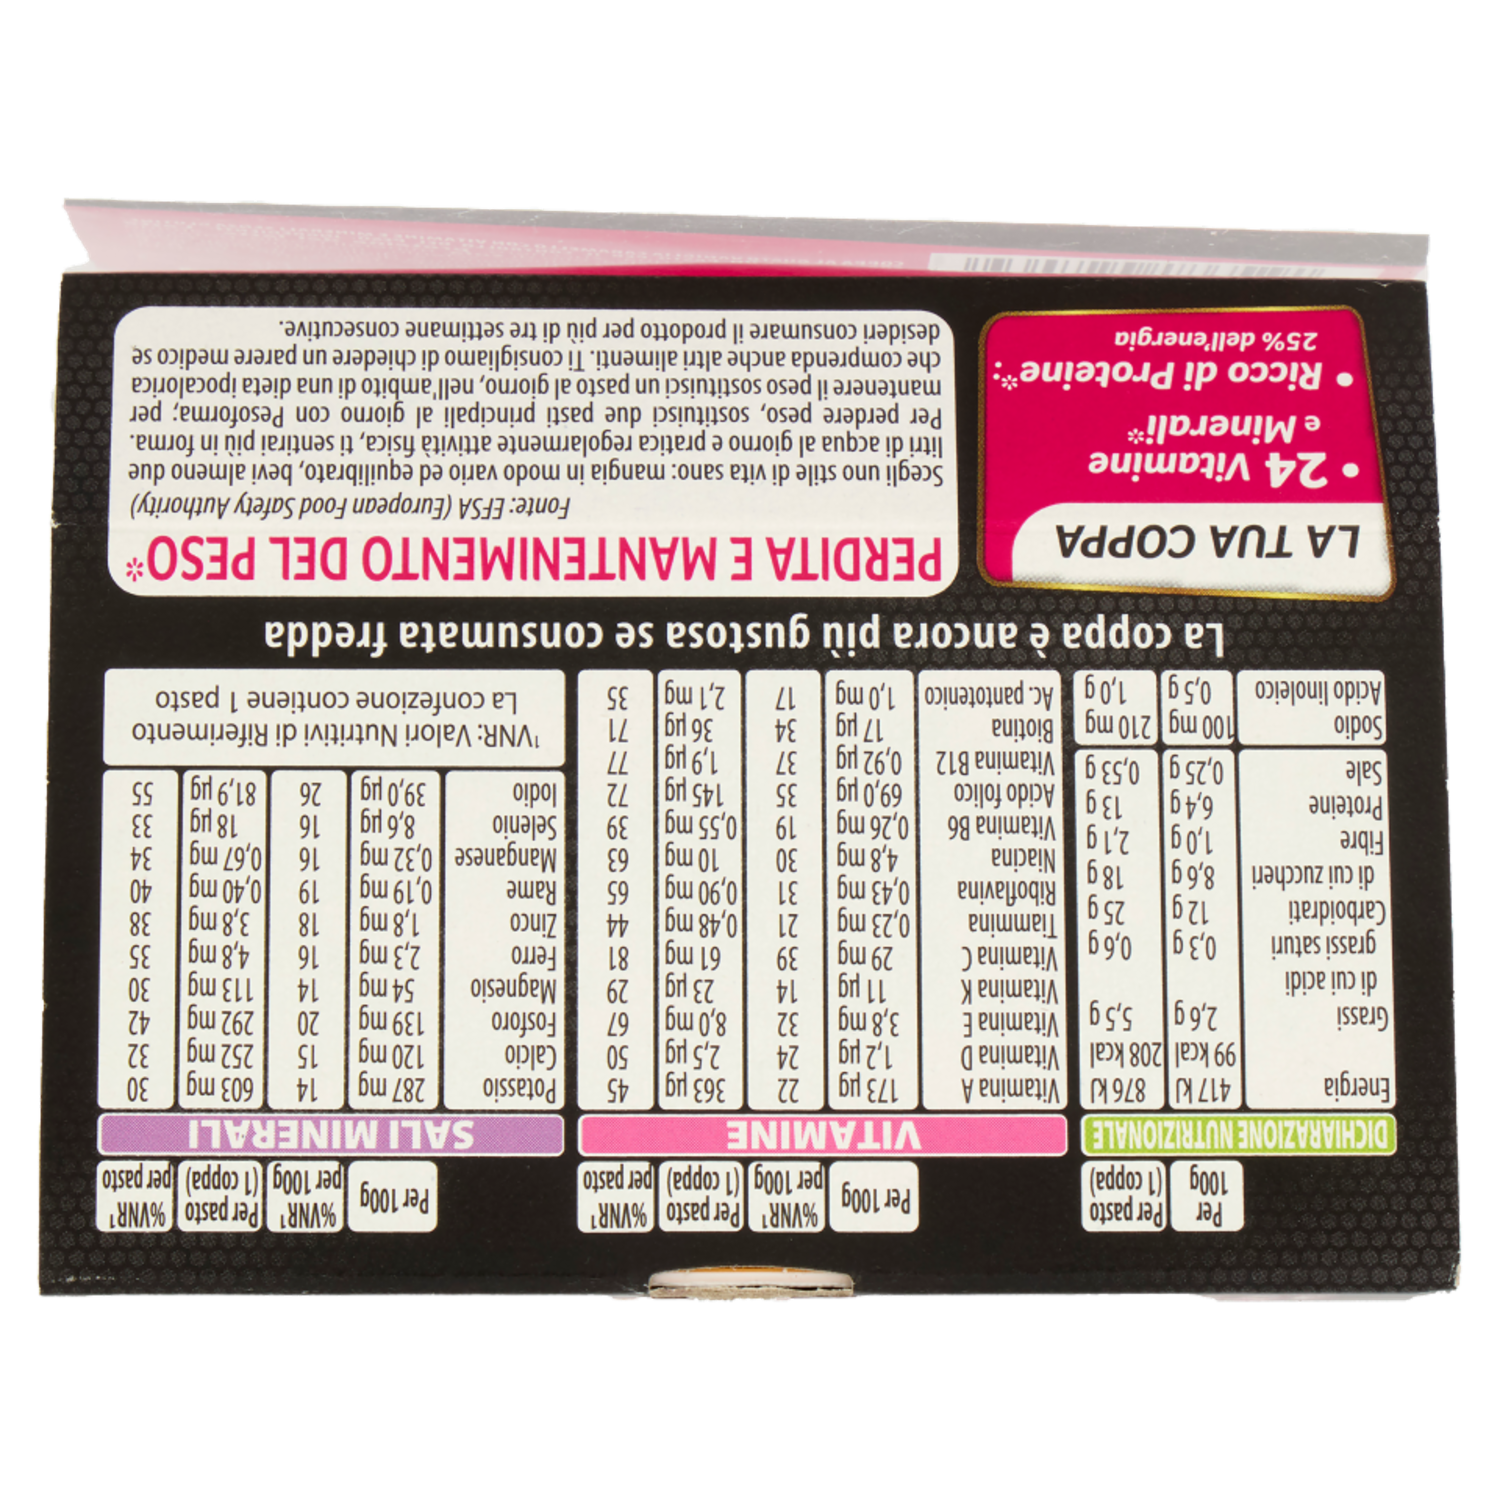 Per
100g
Per pasto
(1 coppa)
Per 100g
%VNR¹
per 100g
Per pasto
(1 coppa)
%VNR¹
per pasto
Per 100g
%VNR¹
per 100g
Per pasto
(1 coppa)
%VNR¹
per pasto
DICHIARAZIONE NUTRIZIONALE
Energia 417 kJ 876 kJ
99 kcal 208 kcal
Grassi 2,6 g 5,5 g
di cui acidi
grassi saturi 0,3 g 0,6 g
Carboidrati 12 g 25 g
di cui zuccheri 8,6 g 18 g
Fibre 1,0 g 2,1 g
Proteine 6,4 g 13 g
Sale 0,25 g 0,53 g
Sodio 100 mg 210 mg
Acido linoleico 0,5 g 1,0 g
VITAMINE
Vitamina A 173 µg 22 363 µg 45
Vitamina D 1,2 µg 24 2,5 µg 50
Vitamina E 3,8 mg 32 8,0 mg 67
Vitamina K 11 µg 14 23 µg 29
Vitamina C 29 mg 39 61 mg 81
Tiammina 0,23 mg 21 0,48 mg 44
Riboflavina 0,43 mg 31 0,90 mg 65
Niacina 4,8 mg 30 10 mg 63
Vitamina B6 0,26 mg 19 0,55 mg 39
Acido folico 69,0 µg 35 145 µg 72
Vitamina B12 0,92 µg 37 1,9 µg 77
Biotina 17 µg 34 36 µg 71
Ac. pantotenico 1,0 mg 17 2,1 mg 35
SALI MINERALI
Potassio 287 mg 14 603 mg 30
Calcio 120 mg 15 252 mg 32
Fosforo 139 mg 20 292 mg 42
Magnesio 54 mg 14 113 mg 30
Ferro 2,3 mg 16 4,8 mg 35
Zinco 1,8 mg 18 3,8 mg 38
Rame 0,19 mg 19 0,40 mg 40
Manganese 0,32 mg 16 0,67 mg 34
Selenio 8,6 µg 16 18 µg 33
Iodio 39,0 µg 26 81,9 µg 55
¹VNR: Valori Nutritivi di Riferimento
La confezione contiene 1 pasto
La coppa è ancora più gustosa se consumata fredda
LA TUA COPPA
• 24 Vitamine
e Minerali*
• Ricco di Proteine*:
25% dell'energia
PERDITA E MANTENIMENTO DEL PESO*
Fonte: EFSA (European Food Safety Authority)
Scegli uno stile di vita sano: mangia in modo vario ed equilibrato, bevi almeno due
litri di acqua al giorno e pratica regolarmente attività fisica, ti sentirai più in forma.
Per perdere peso, sostituisci due pasti principali al giorno con Pesoforma; per
mantenere il peso sostituisci un pasto al giorno, nell'ambito di una dieta ipocalorica
che comprenda anche altri alimenti. Ti consigliamo di chiedere un parere medico se
desideri consumare il prodotto per più di tre settimane consecutive.